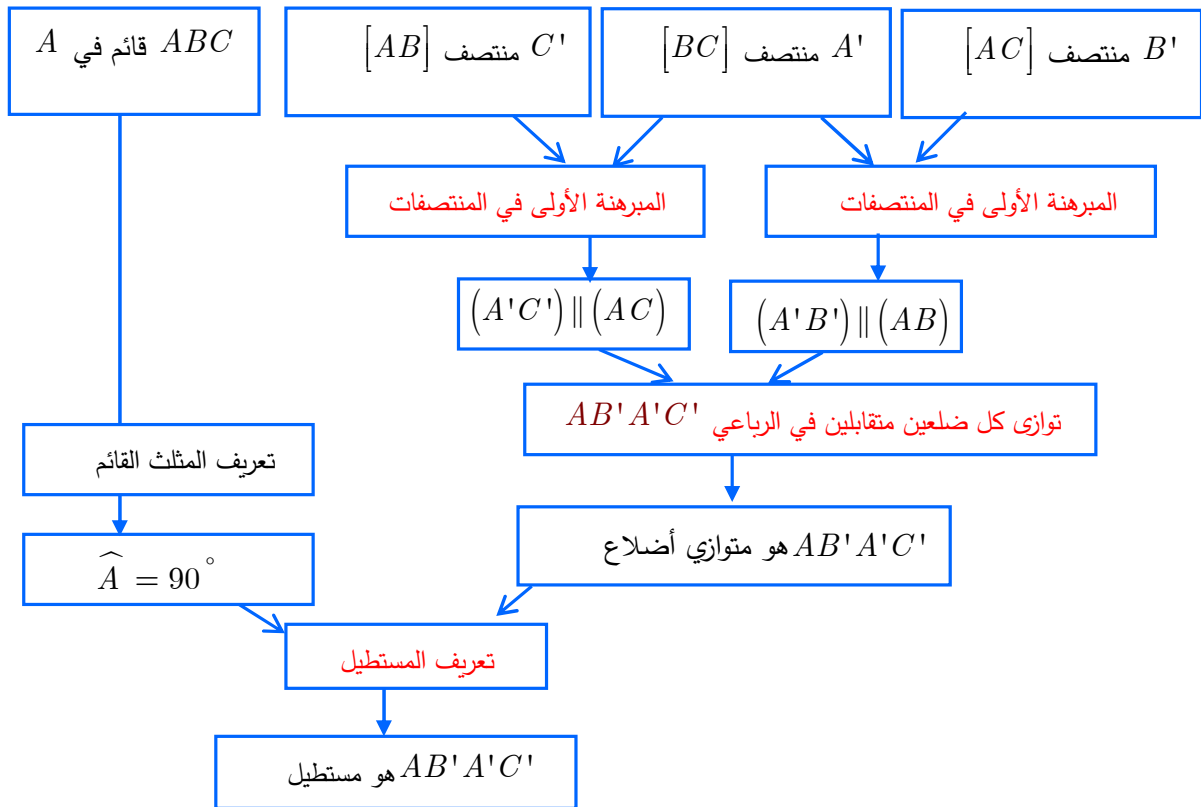 ABC قائم في A
C' منتصف [AB]
A' منتصف [BC]
B' منتصف [AC]
المبرهنة الأولى في المنتصفات
المبرهنة الأولى في المنتصفات
(A'C') ∥ (AC)
(A'B') ∥ (AB)
توازى كل ضلعين متقابلين في الرباعي AB'A'C'
تعريف المثلث القائم
AB'A'C' هو متوازي أضلاع
Â = 90°
تعريف المستطيل
AB'A'C' هو مستطيل